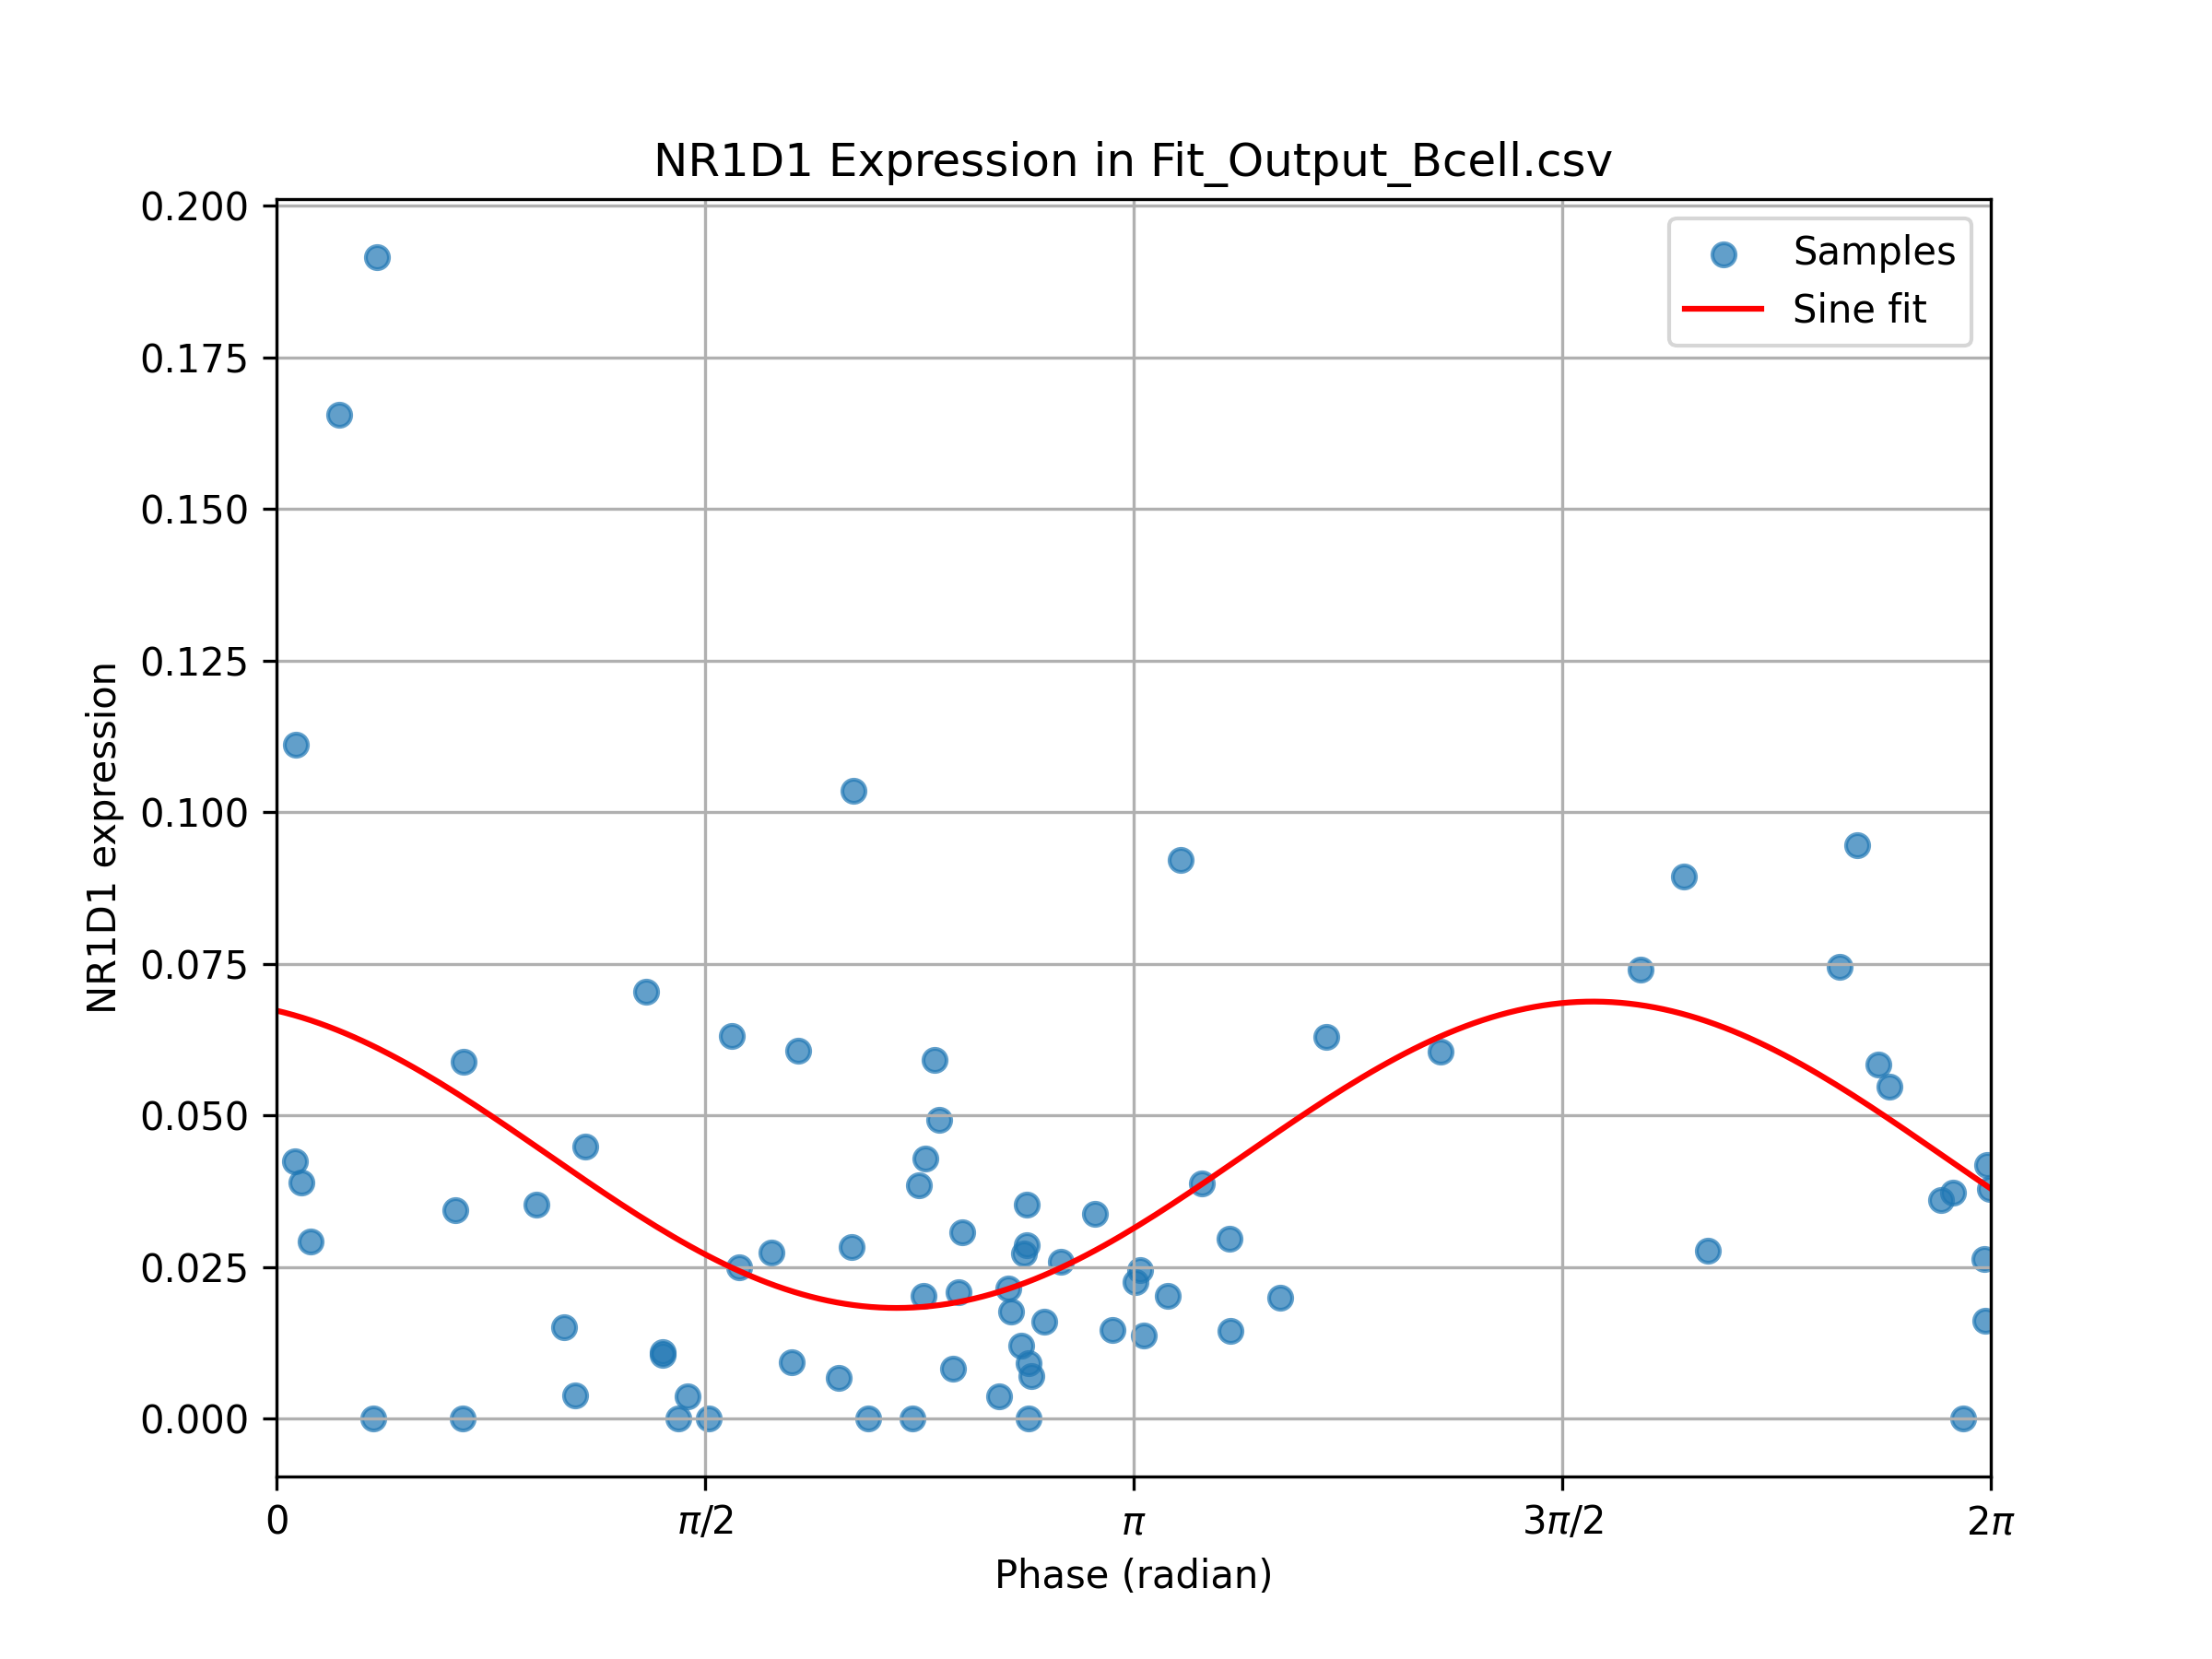 NR1D1 Expression in Fit_Output_Bcell.csv
0.200
0.175
0.150
0.125
0.100
0.075
0.050
0.025
0.000
NR1D1 expression
Samples
Sine fit
0
π/2
π
3π/2
2π
Phase (radian)